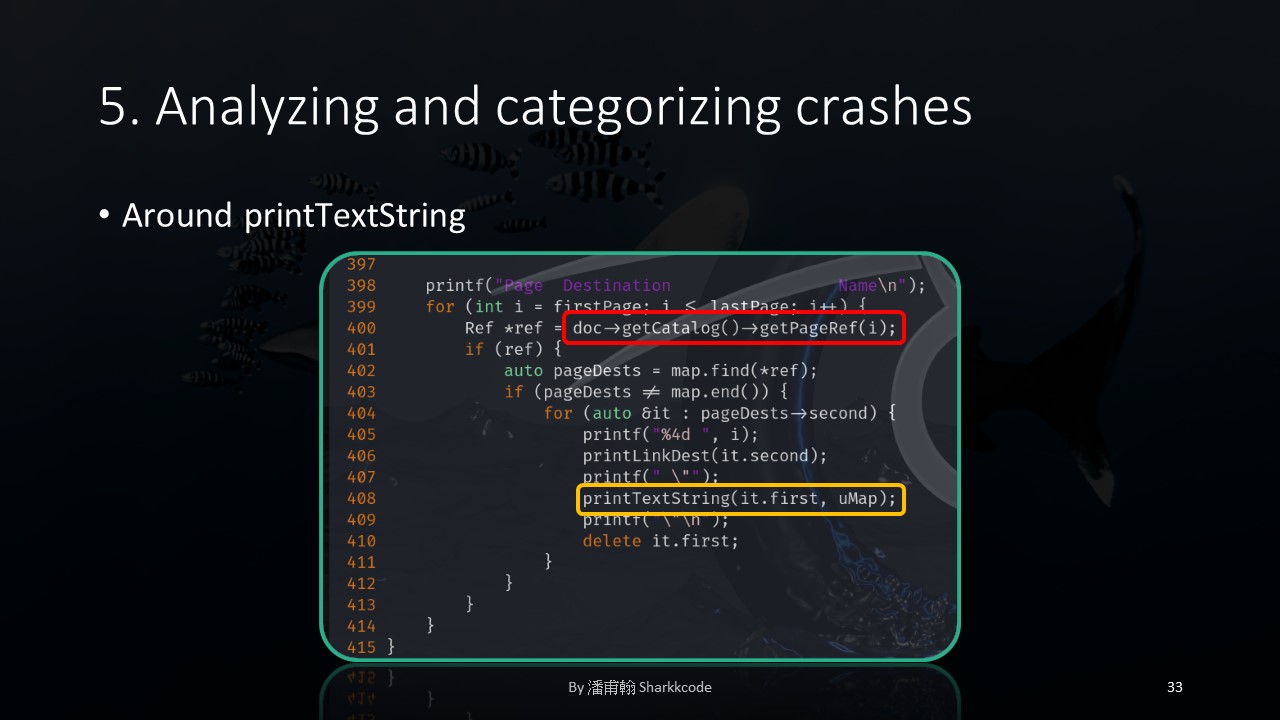 5. Analyzing and categorizing crashes
• Around printTextString
397
398     printf("Page  Destination                 Name\n");
399     for (int i = firstPage; i ≤ lastPage; i++) {
400         Ref *ref = doc→getCatalog()→getPageRef(i);
401         if (ref) {
402             auto pageDests = map.find(*ref);
403             if (pageDests ≠ map.end()) {
404                 for (auto &it : pageDests→second) {
405                     printf("%4d ", i);
406                     printLinkDest(it.second);
407                     printf(" \"");
408                     printTextString(it.first, uMap);
409                     printf("\"\n");
410                     delete it.first;
411                 }
412             }
413         }
414     }
415 }
By 潘甫翰 Sharkkcode
33